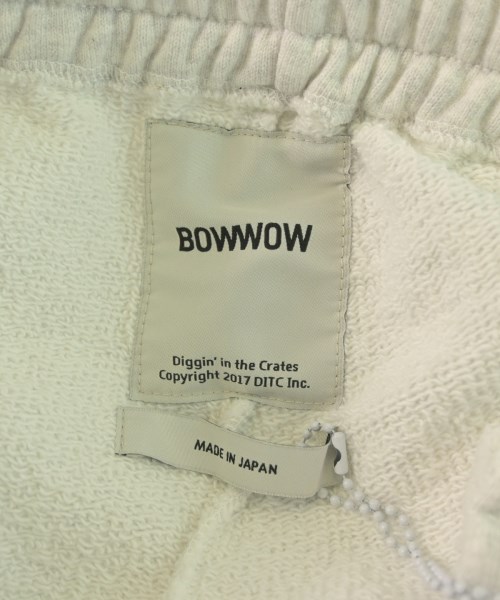 BOWWOW
Diggin' in the Crates
Copyright 2017 DITC Inc.
MADE IN JAPAN